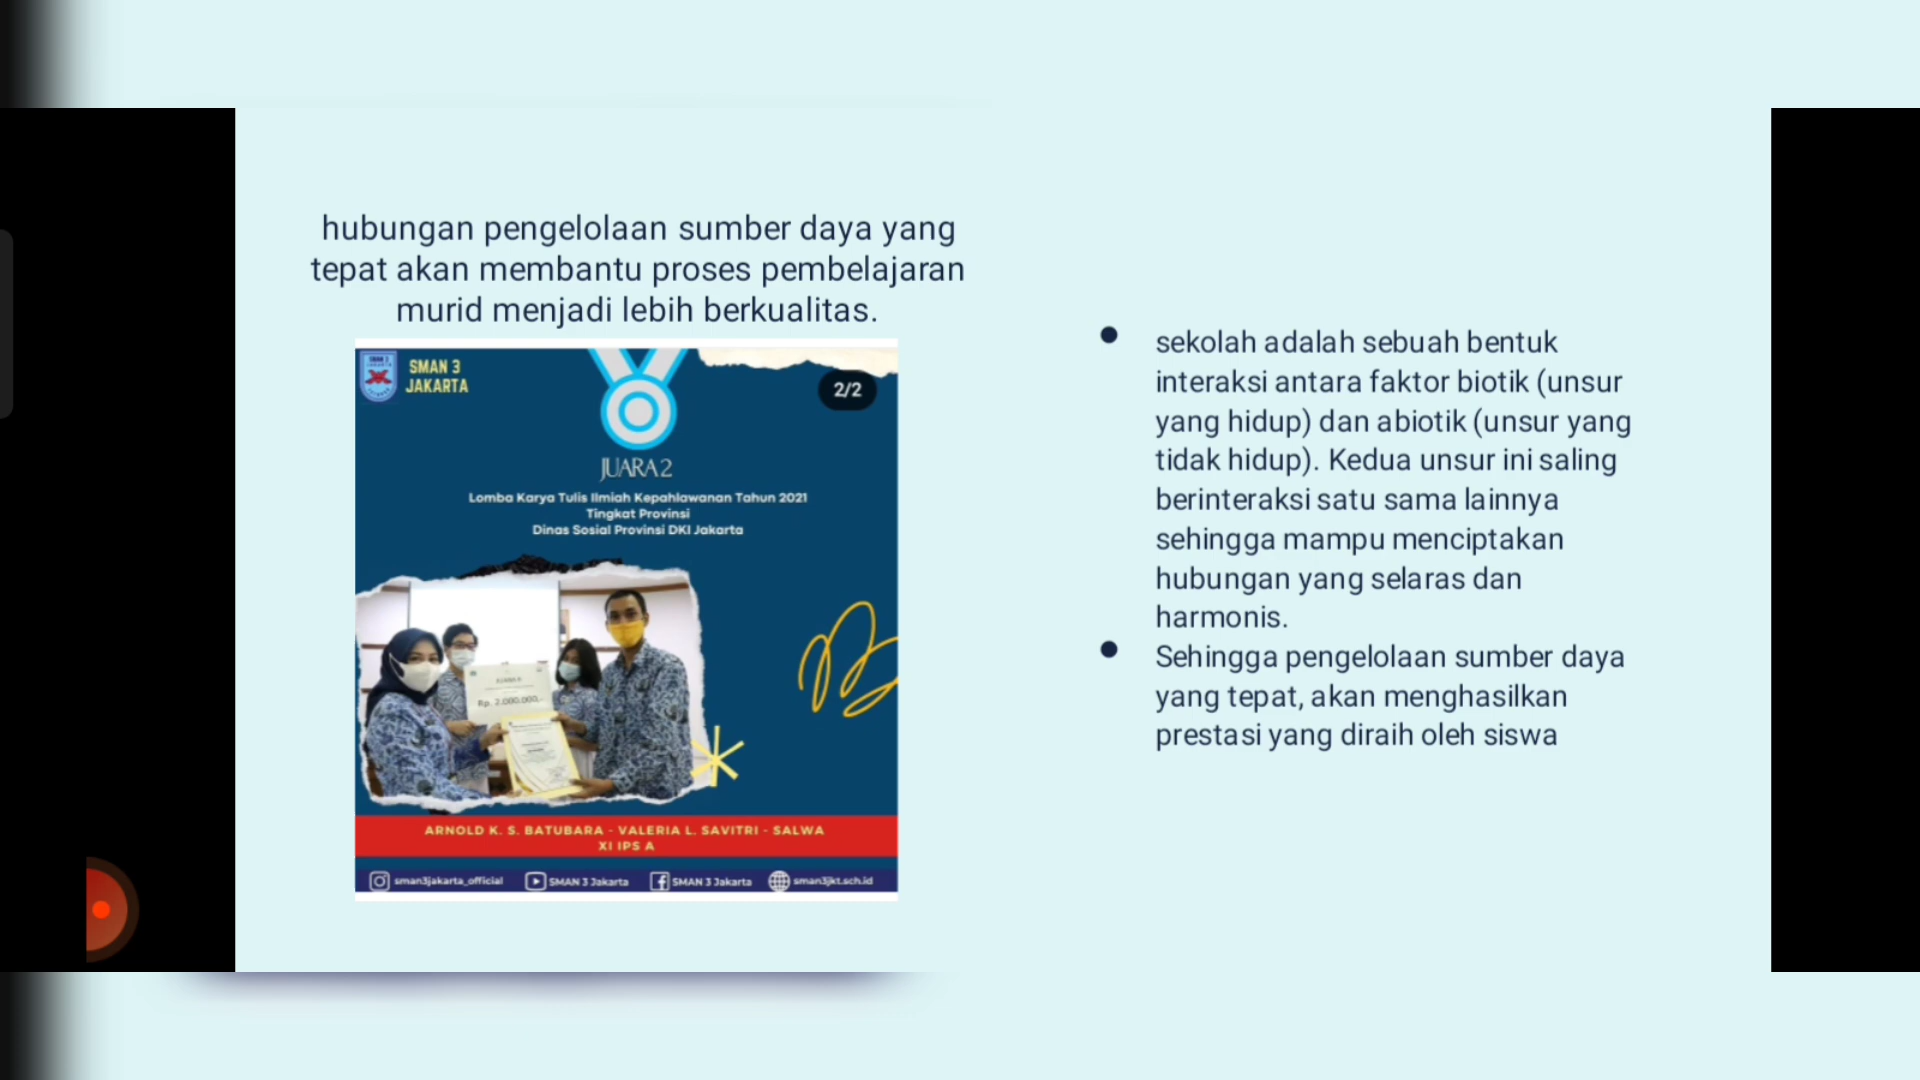 hubungan pengelolaan sumber daya yang
tepat akan membantu proses pembelajaran
murid menjadi lebih berkualitas.
SMAN 3
JAKARTA
2/2
JUARA 2
Lomba Karya Tulis Ilmiah Kepahlawanan Tahun 2021
Tingkat Provinsi
Dinas Sosial Provinsi DKI Jakarta
Rp. 2.000.000,-
ARNOLD K. S. BATUBARA - VALERIA L. SAVITRI - SALWA
XI IPS A
sman3jakarta_official
SMAN 3 Jakarta
SMAN 3 Jakarta
sman3jkt.sch.id
sekolah adalah sebuah bentuk
interaksi antara faktor biotik (unsur
yang hidup) dan abiotik (unsur yang
tidak hidup). Kedua unsur ini saling
berinteraksi satu sama lainnya
sehingga mampu menciptakan
hubungan yang selaras dan
harmonis.
Sehingga pengelolaan sumber daya
yang tepat, akan menghasilkan
prestasi yang diraih oleh siswa